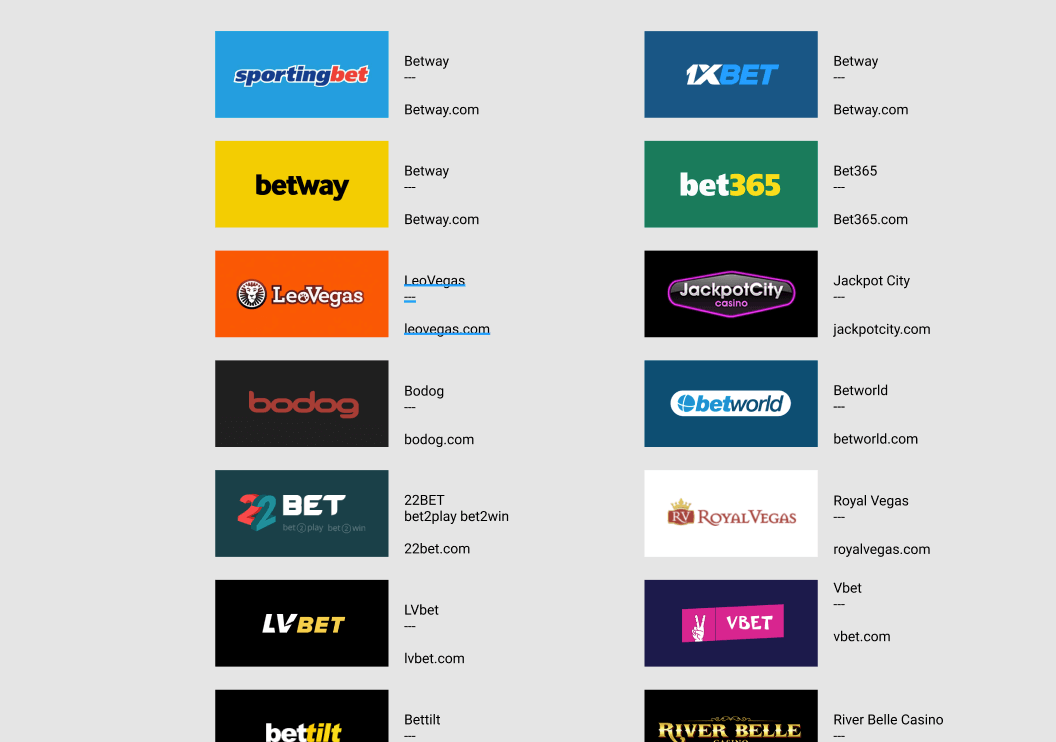 sportingbet
Betway
---
Betway.com
1XBET
Betway
---
Betway.com
betway
Betway
---
Betway.com
bet365
Bet365
---
Bet365.com
LeoVegas
LeoVegas
---
leovegas.com
JackpotCity
casino
Jackpot City
---
jackpotcity.com
bodog
Bodog
---
bodog.com
betworld
Betworld
---
betworld.com
22 BET
bet2play bet2win
22BET
bet2play bet2win
22bet.com
RV ROYALVEGAS
Royal Vegas
---
royalvegas.com
LVBET
LVbet
---
lvbet.com
VBET
Vbet
---
vbet.com
bettilt
Bettilt
---
RIVER BELLE
CASINO
River Belle Casino
---